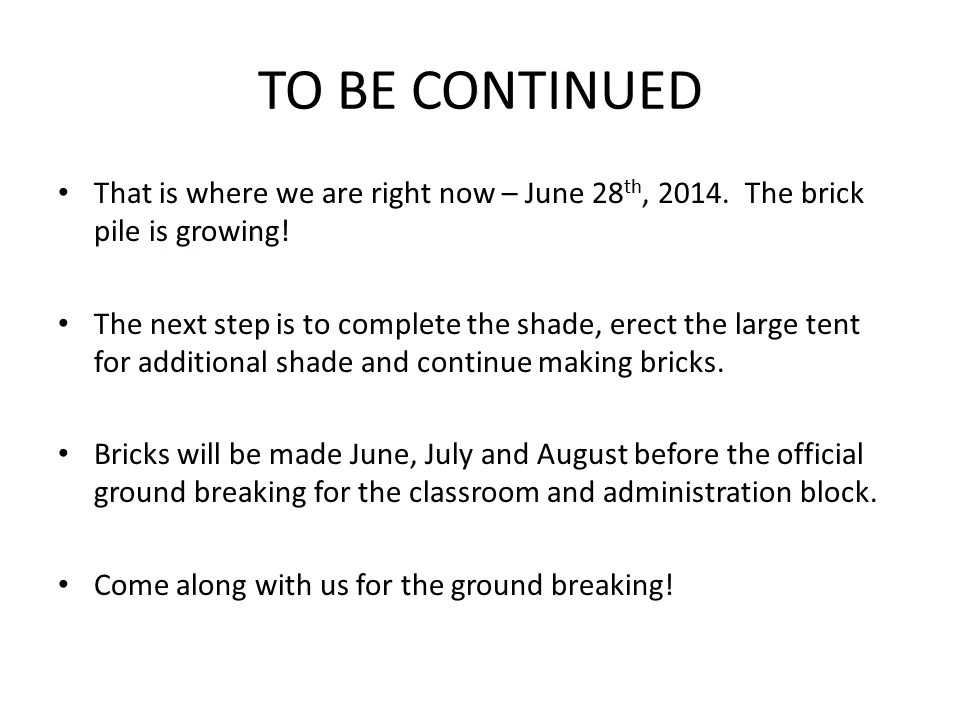 TO BE CONTINUED
• That is where we are right now – June 28th, 2014.  The brick
pile is growing!
• The next step is to complete the shade, erect the large tent
for additional shade and continue making bricks.
• Bricks will be made June, July and August before the official
ground breaking for the classroom and administration block.
• Come along with us for the ground breaking!